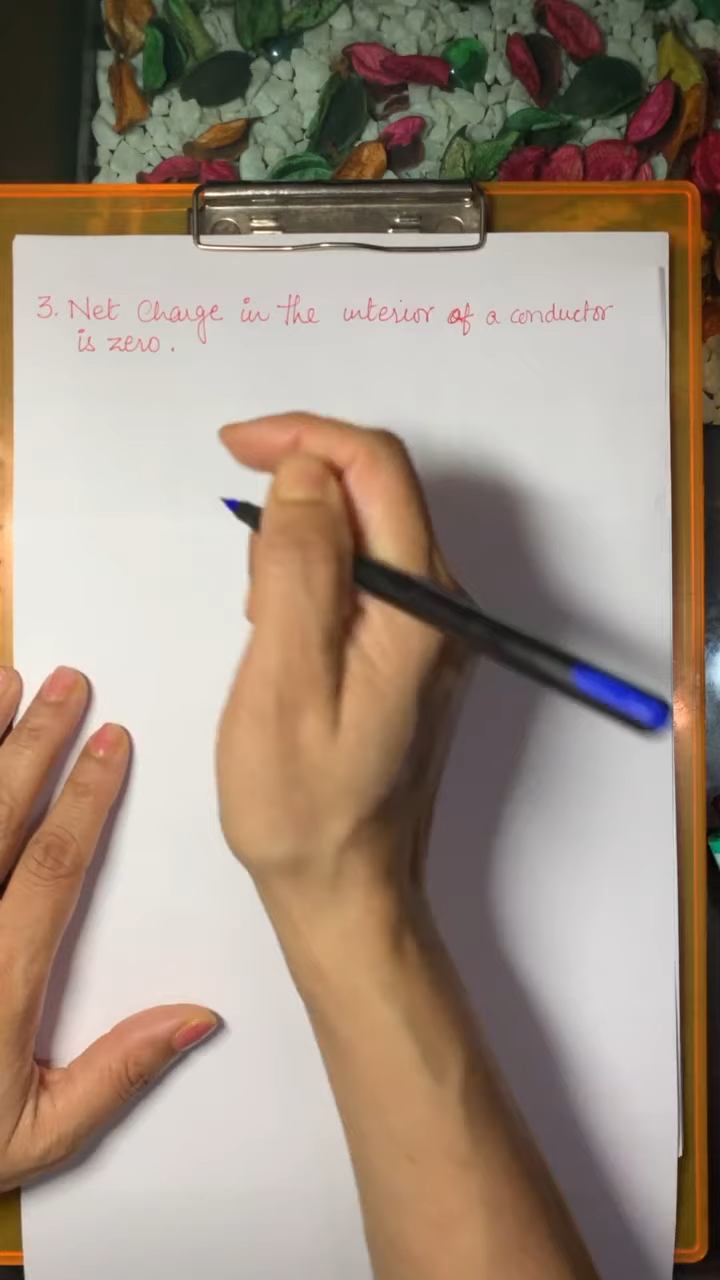 3. Net Charge in the interior of a conductor
is zero.